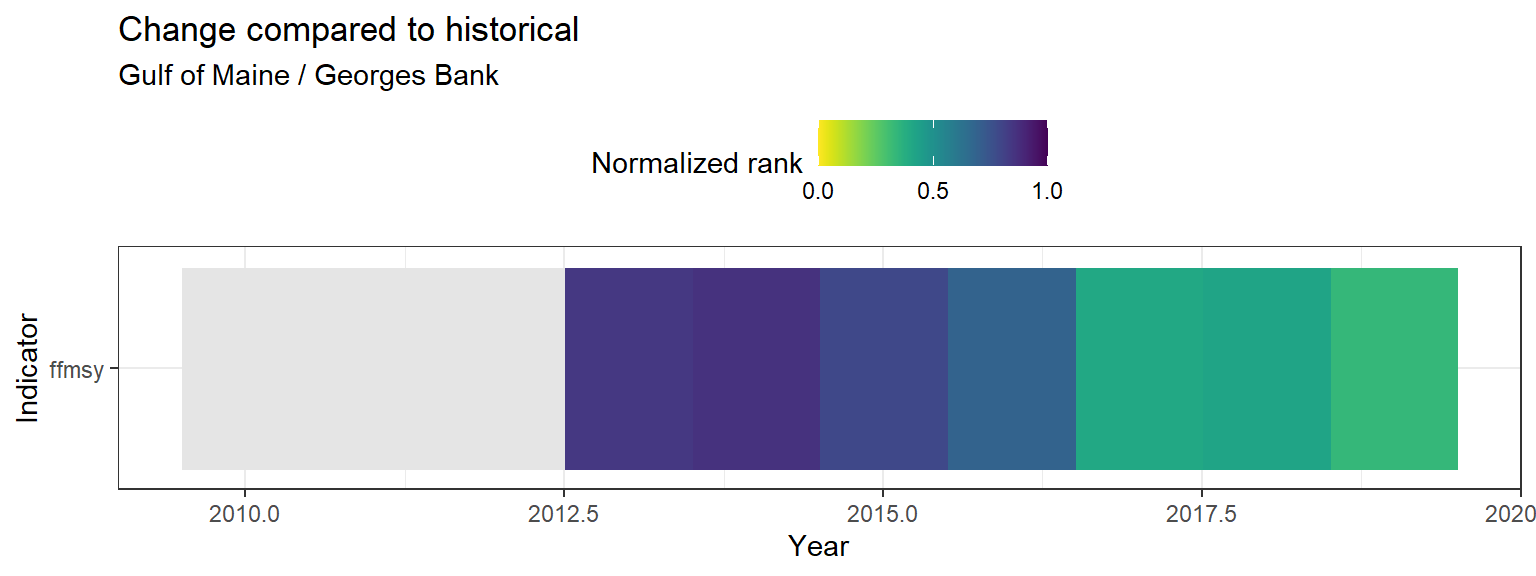 Change compared to historical
Gulf of Maine / Georges Bank
Normalized rank
0.0 0.5 1.0
Indicator
ffmsy
2010.0 2012.5 2015.0 2017.5 2020
Year